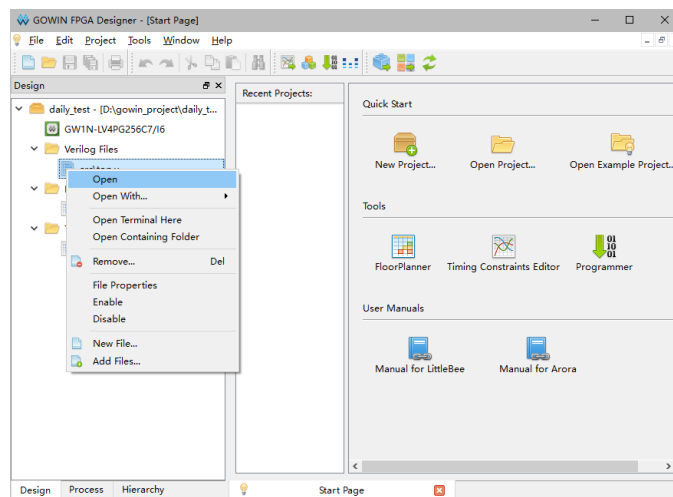 GOWIN FPGA Designer - [Start Page]
File Edit Project Tools Window Help
Design
daily_test - [D:\gowin_project\daily_t...
GW1N-LV4PG256C7/I6
Verilog Files
Open
Open With...
Open Terminal Here
Open Containing Folder
Remove... Del
File Properties
Enable
Disable
New File...
Add Files...
Design Process Hierarchy
Recent Projects:
Quick Start
New Project... Open Project... Open Example Project...
Tools
FloorPlanner Timing Constraints Editor Programmer
User Manuals
Manual for LittleBee Manual for Arora
Start Page